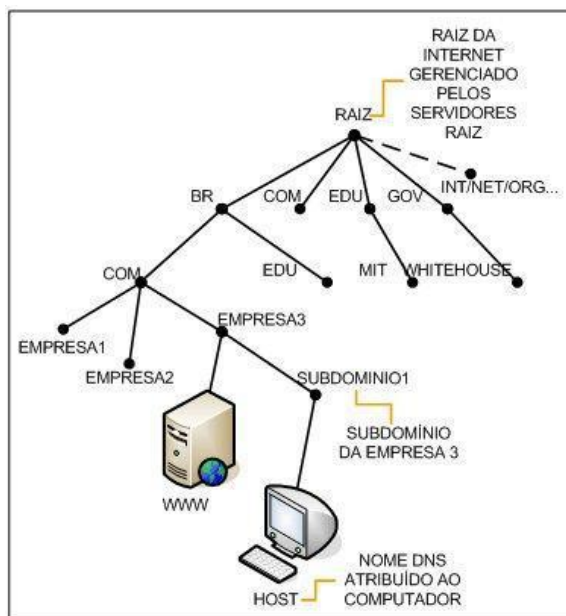 RAIZ DA
INTERNET
GERENCIADO
PELOS
SERVIDORES
RAIZ
RAIZ
INT/NET/ORG...
BR
COM
EDU
GOV
COM
EDU
MIT
WHITEHOUSE
EMPRESA1
EMPRESA2
EMPRESA3
SUBDOMINIO1
SUBDOMÍNIO
DA EMPRESA 3
WWW
HOST
NOME DNS
ATRIBUÍDO AO
COMPUTADOR